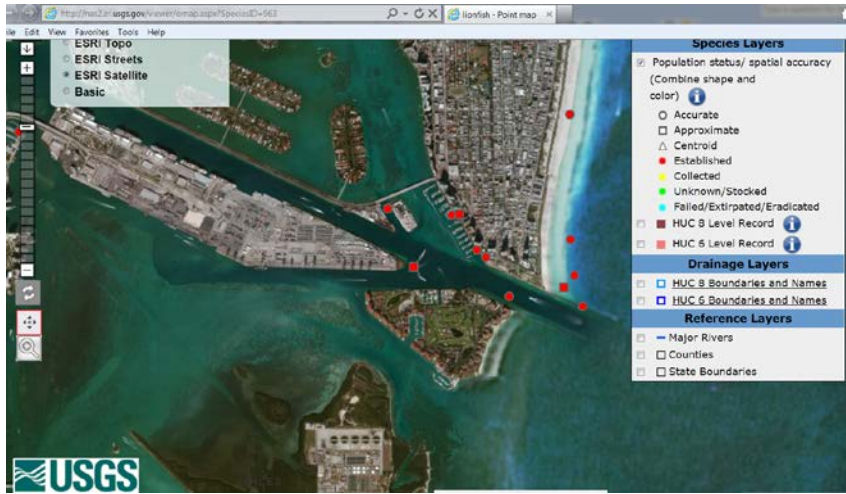 http://nas2.er.usgs.gov/viewer/omap.aspx?SpeciesID=963
lionfish - Point map
File Edit View Favorites Tools Help
ESRI Topo
ESRI Streets
ESRI Satellite
Basic
Species Layers
Population status/ spatial accuracy
(Combine shape and
color)
Accurate
Approximate
Centroid
Established
Collected
Unknown/Stocked
Failed/Extirpated/Eradicated
HUC 8 Level Record
HUC 6 Level Record
Drainage Layers
HUC 8 Boundaries and Names
HUC 6 Boundaries and Names
Reference Layers
Major Rivers
Counties
State Boundaries
USGS